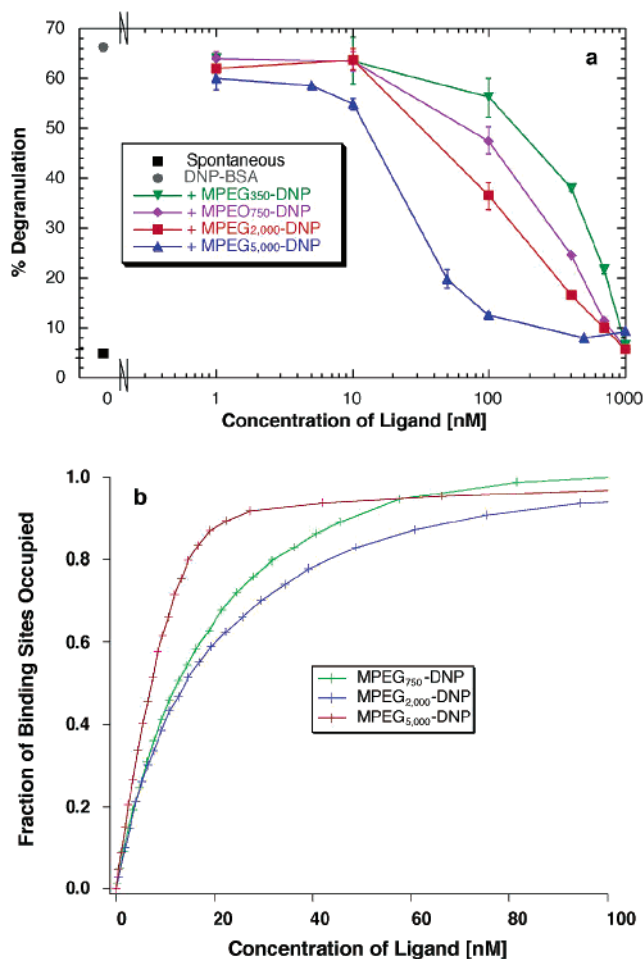 a
70
60
50
40
30
20
10
0
% Degranulation
Spontaneous
DNP-BSA
+ MPEG350-DNP
+ MPEO750-DNP
+ MPEG2,000-DNP
+ MPEG5,000-DNP
0 1 10 100 1000
Concentration of Ligand [nM]
b
1.0
0.8
0.6
0.4
0.2
0.0
Fraction of Binding Sites Occupied
MPEG750-DNP
MPEG2,000-DNP
MPEG5,000-DNP
0 20 40 60 80 100
Concentration of Ligand [nM]